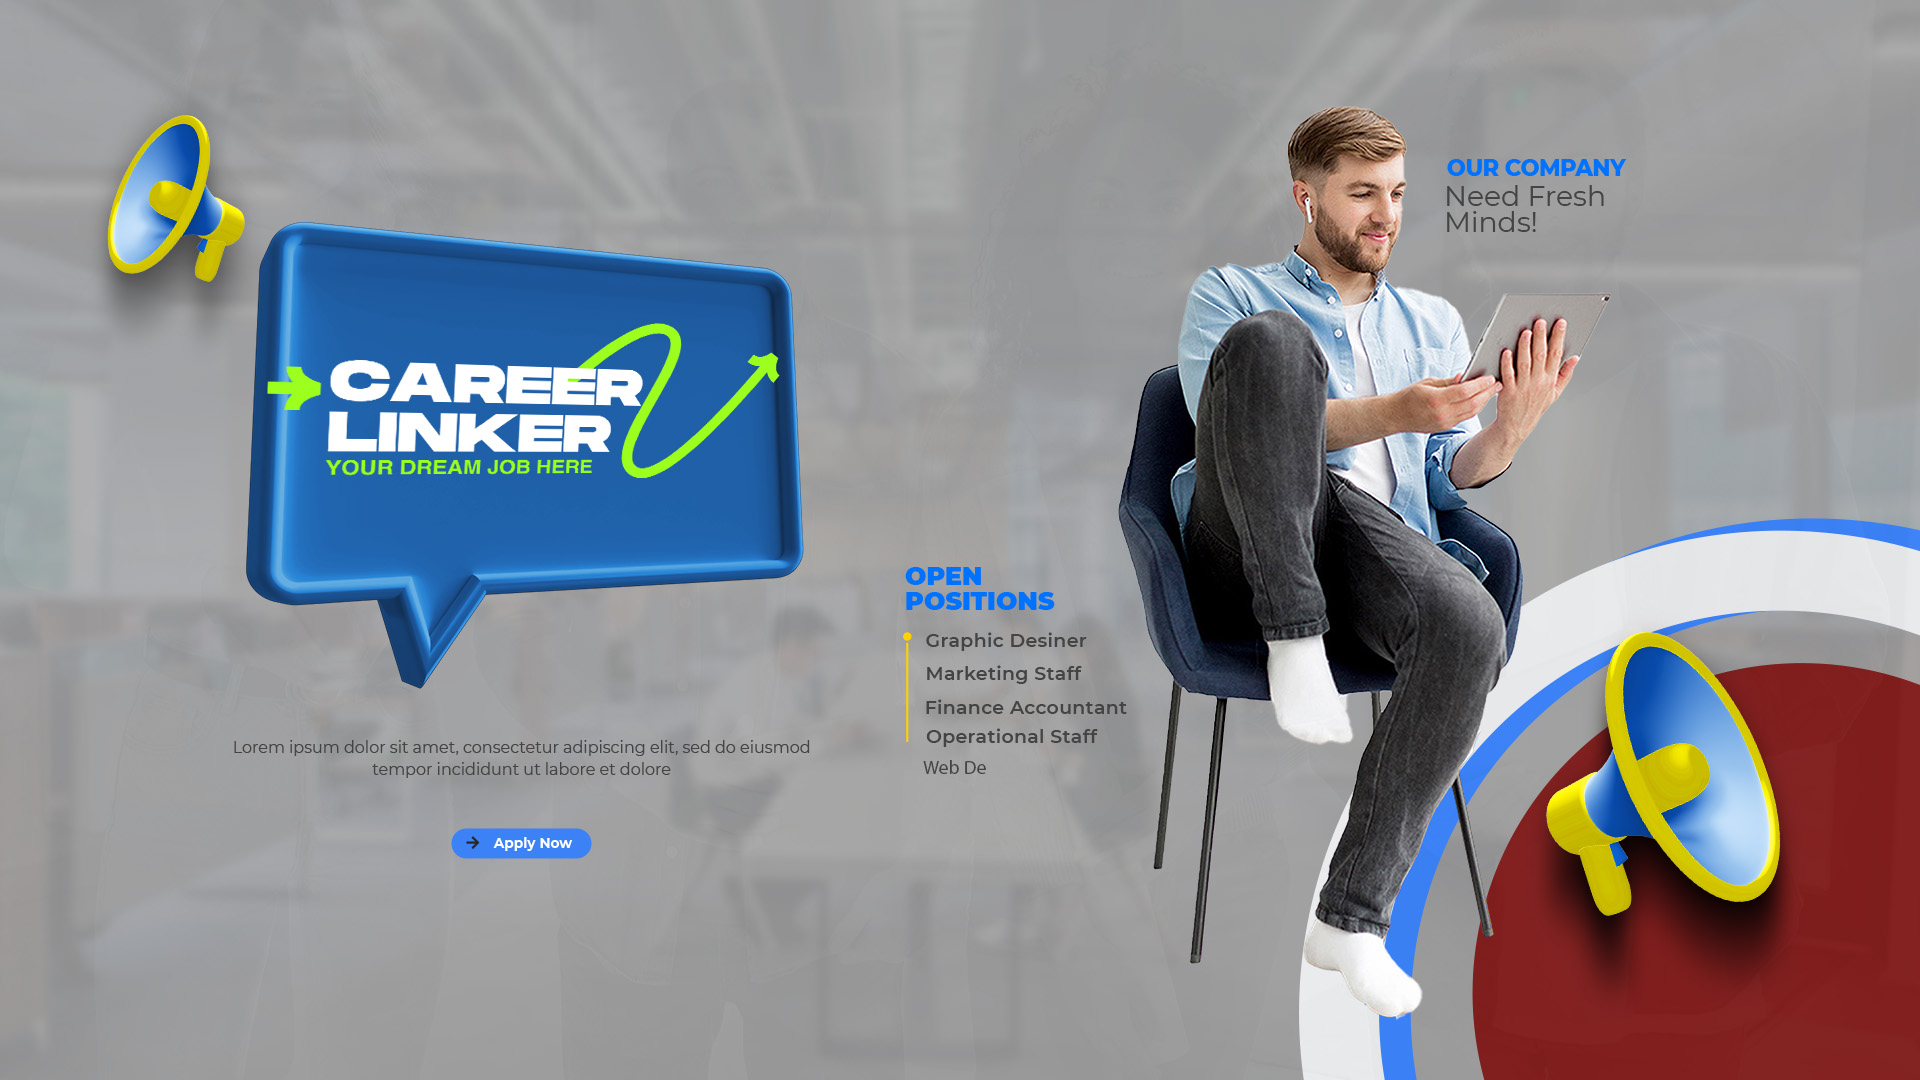 CAREER
LINKER
YOUR DREAM JOB HERE
Lorem ipsum dolor sit amet, consectetur adipiscing elit, sed do eiusmod
tempor incididunt ut labore et dolore
Apply Now
OPEN
POSITIONS
Graphic Desiner
Marketing Staff
Finance Accountant
Operational Staff
Web De
OUR COMPANY
Need Fresh
Minds!